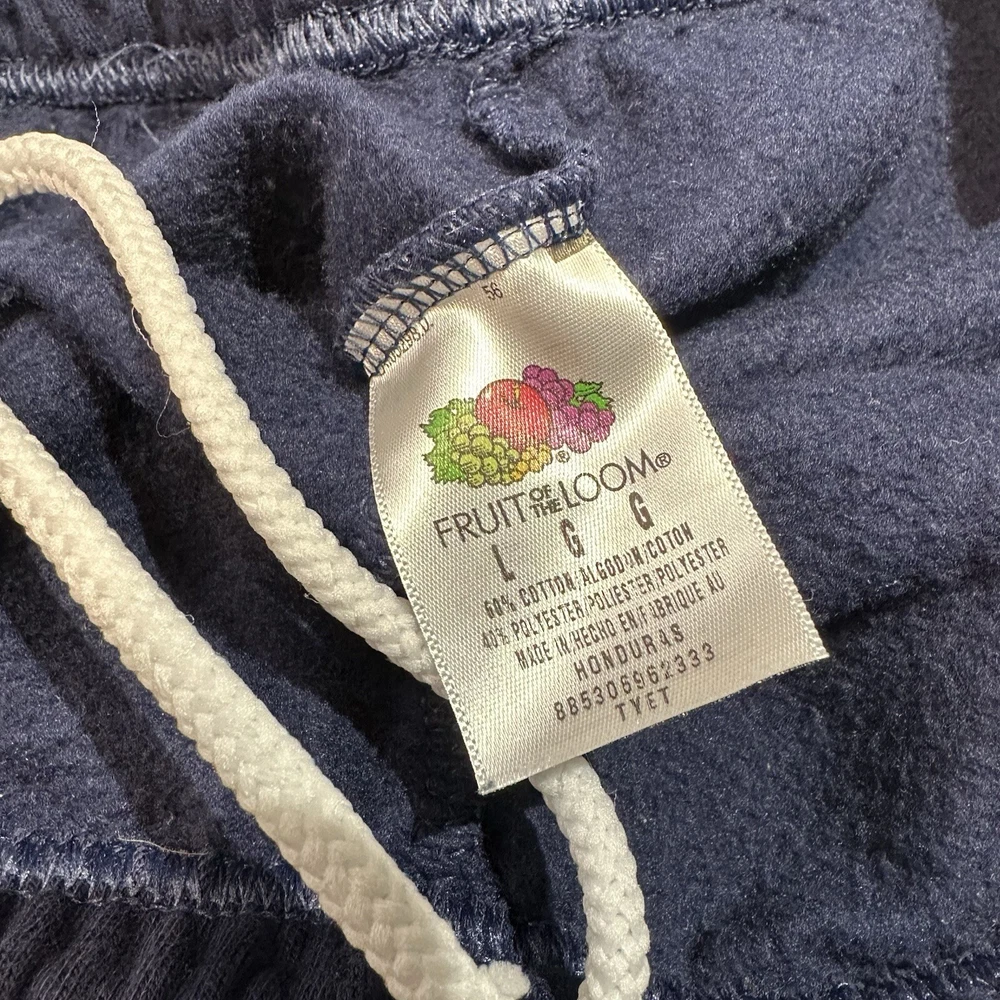 56
FRUIT OF THE LOOM®
L G G
60% COTTON/ALGODON/COTON
40% POLYESTER/POLIESTER/POLYESTER
MADE IN/HECHO EN/FABRIQUE AU
HONDURAS
885306962333
TYET